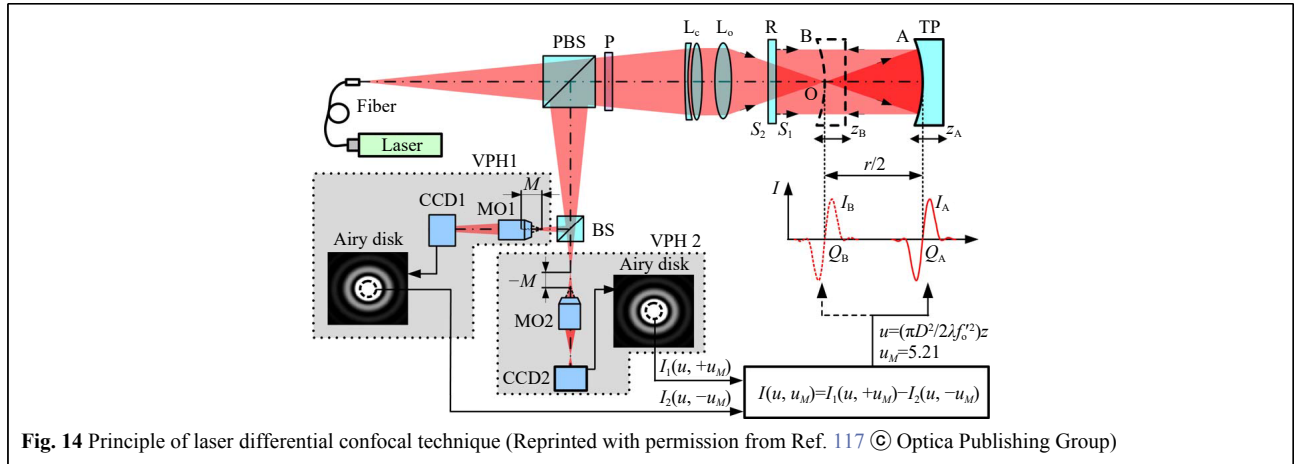 PBS P L_c L_o R B A TP
O
Fiber
S_2 S_1 z_B z_A
Laser
r/2
VPH1
M
CCD1
MO1
I I_B I_A
BS
Airy disk
VPH 2
Airy disk
Q_B Q_A
−M
MO2
u=(πD²/2λf_o′²)z
u_M=5.21
CCD2
I_1(u, +u_M)
I_2(u, −u_M)
I(u, u_M)=I_1(u, +u_M)−I_2(u, −u_M)
Fig. 14 Principle of laser differential confocal technique (Reprinted with permission from Ref. 117 © Optica Publishing Group)